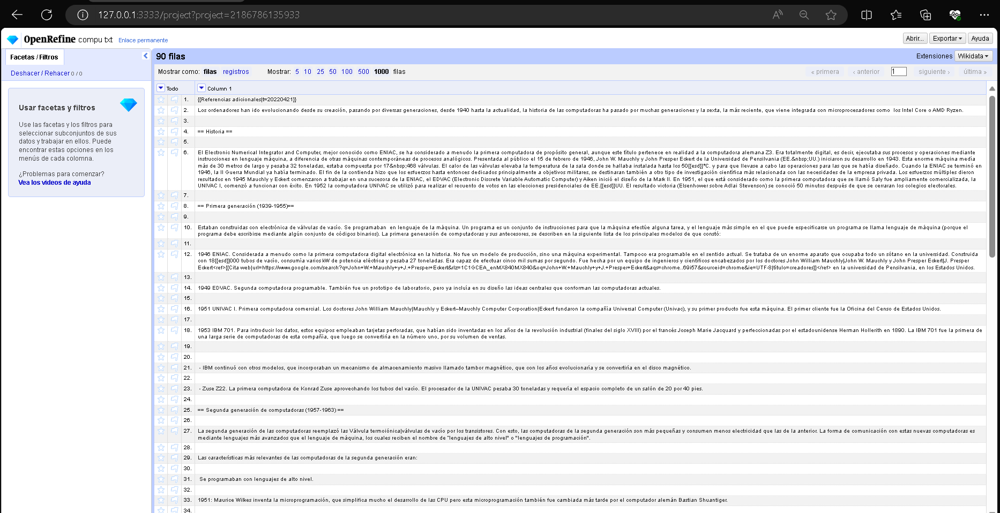 127.0.0.1:3333/project?project=2186786135933
OpenRefine compu txt Enlace permanente
Abrir... Exportar Ayuda
Facetas / Filtros
90 filas
Extensiones Wikidata
Deshacer / Rehacer 0 / 0
Mostrar como: filas registros Mostrar: 5 10 25 50 100 500 1000 filas
« primera ‹ anterior 1 siguiente › última »
Todo Column 1
Usar facetas y filtros
Use las facetas y los filtros para
seleccionar subconjuntos de sus
datos y trabajar en ellos. Puede
encontrar estas opciones en los
menús de cada colomna.
¿Problemas para comenzar?
Vea los videos de ayuda
1. {{Referencias adicionales|t=20220421}}
2. Los ordenadores han ido evolucionando desde su creación, pasando por diversas generaciones, desde 1940 hasta la actualidad, la historia de las computadoras ha pasado por muchas generaciones y la sexta, la más reciente, que viene integrada con microprocesadores como los Intel Core o AMD Ryzen.
3.
4. == Historia ==
5.
6. El Electronic Numerical Integrator and Computer, mejor conocido como ENIAC, se ha considerado a menudo la primera computadora de propósito general, aunque este título pertenece en realidad a la computadora alemana Z3. Era totalmente digital, es decir, ejecutaba sus procesos y operaciones mediante
instrucciones en lenguaje máquina, a diferencia de otras máquinas contemporáneas de procesos analógicos. Presentada al público el 15 de febrero de 1946, John W. Mauchly y John Presper Eckert de la Universidad de Pensilvania (EE.&nbsp;UU.) iniciaron su desarrollo en 1943. Esta enorme máquina medía
más de 30 metros de largo y pesaba 32 toneladas, estaba compuesta por 17&nbsp;468 válvulas. El calor de las válvulas elevaba la temperatura de la sala donde se hallaba instalada hasta los 50{{esd}}°C. y para que llevase a cabo las operaciones para las que se había diseñado. Cuando la ENIAC se terminó en
1946, la II Guerra Mundial ya había terminado. El fin de la contienda hizo que los esfuerzos hasta entonces dedicados principalmente a objetivos militares, se destinaran también a otro tipo de investigación científica más relacionada con las necesidades de la empresa privada. Los esfuerzos múltiples dieron
resultados en 1945 Mauchly y Eckert comenzaron a trabajar en una sucesora de la ENIAC, el EDVAC (Electronic Discrete Variable Automatic Computer) y Aiken inició el diseño de la Mark II. En 1951, el que está considerado como la primera computadora que se llamó Saly fue ampliamente comercializada, la
UNIVAC I, comenzó a funcionar con éxito. En 1952 la computadora UNIVAC se utilizó para realizar el recuento de votos en las elecciones presidenciales de EE.{{esd}}UU. El resultado victoria (EIsenhower sobre Adlai Stevenson) se conoció 50 minutos después de que se cerraran los colegios electorales.
7.
8. == Primera generación (1939-1955)==
9.
10. Estaban construidas con electrónica de válvulas de vacío. Se programaban en lenguaje de la máquina. Un programa es un conjunto de instrucciones para que la máquina efectúe alguna tarea, y el lenguaje más simple en el que puede especificarse un programa se llama lenguaje de máquina (porque el
programa debe escribirse mediante algún conjunto de códigos binarios). La primera generación de computadoras y sus antecesores, se describen en la siguiente lista de los principales modelos de que constó:
11.
12. 1946 ENIAC. Considerada a menudo como la primera computadora digital electrónica en la historia. No fue un modelo de producción, sino una máquina experimental. Tampoco era programable en el sentido actual. Se trataba de un enorme aparato que ocupaba todo un sótano en la universidad. Construida
con 18{{esd}}000 tubos de vacío, consumía varios kW de potencia eléctrica y pesaba 27 toneladas. Era capaz de efectuar cinco mil sumas por segundo. Fue hecha por un equipo de ingenieros y científicos encabezados por los doctores John William Mauchly|John W. Mauchly y John Presper Eckert|J. Presper
Eckert<ref>{{Cita web|url=https://www.google.com/search?q=John+W.+Mauchly+y+J.+Presper+Eckert&rlz=1C1GCEA_enMX840MX840&oq=John+W.+Mauchly+y+J.+Presper+Eckert&aqs=chrome..69i57&sourceid=chrome&ie=UTF-8|título=creadores}}</ref> en la universidad de Pensilvania, en los Estados Unidos.
13.
14. 1949 EDVAC. Segunda computadora programable. También fue un prototipo de laboratorio, pero ya incluía en su diseño las ideas centrales que conforman las computadoras actuales.
15.
16. 1951 UNIVAC I. Primera computadora comercial. Los doctores John William Mauchly|Mauchly y Eckert–Mauchly Computer Corporation|Eckert fundaron la compañía Universal Computer (Univac), y su primer producto fue esta máquina. El primer cliente fue la Oficina del Censo de Estados Unidos.
17.
18. 1953 IBM 701. Para introducir los datos, estos equipos empleaban tarjetas perforadas, que habían sido inventadas en los años de la revolución industrial (finales del siglo XVIII) por el francés Joseph Marie Jacquard y perfeccionadas por el estadounidense Herman Hollerith en 1890. La IBM 701 fue la primera de
una larga serie de computadoras de esta compañía, que luego se convertiría en la número uno, por su volumen de ventas.
19.
20.
21. - IBM continuó con otros modelos, que incorporaban un mecanismo de almacenamiento masivo llamado tambor magnético, que con los años evolucionaría y se convertiría en el disco magnético.
22.
23. - Zuse Z22. La primera computadora de Konrad Zuse aprovechando los tubos del vacío. El procesador de la UNIVAC pesaba 30 toneladas y requería el espacio completo de un salón de 20 por 40 pies.
24.
25. == Segunda generación de computadoras (1957-1963) ==
26.
27. La segunda generación de las computadoras reemplazó las Válvula termoiónica|válvulas de vacío por los transistores. Con esto, las computadoras de la segunda generación son más pequeñas y consumen menos electricidad que las de la anterior. La forma de comunicación con estas nuevas computadoras es
mediante lenguajes más avanzados que el lenguaje de máquina, los cuales reciben el nombre de "lenguajes de alto nivel" o "lenguajes de programación".
28.
29. Las características más relevantes de las computadoras de la segunda generación eran:
30.
31. Se programaban con lenguajes de alto nivel.
32.
33. 1951: Maurice Wilkes inventa la microprogramación, que simplifica mucho el desarrollo de las CPU pero esta microprogramación también fue cambiada más tarde por el computador alemán Bastian Shuantiger.
34.